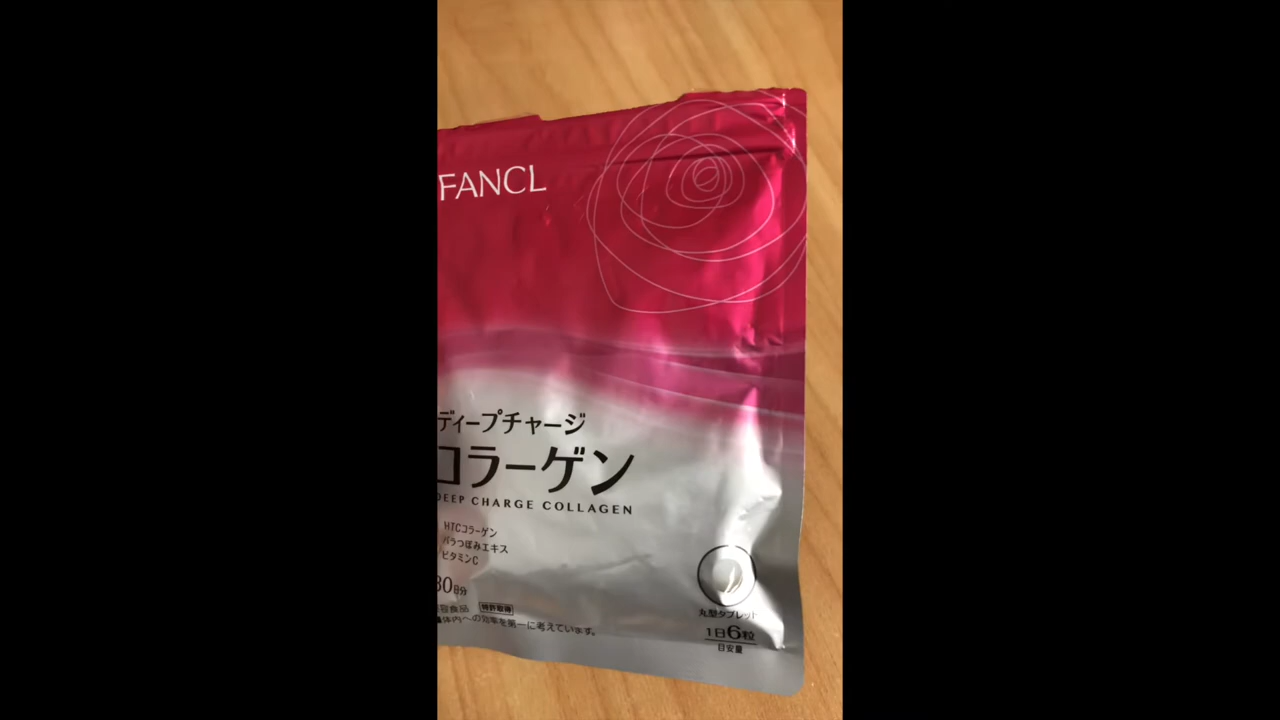 FANCL
ディープチャージ
コラーゲン
DEEP CHARGE COLLAGEN
HTCコラーゲン
バラつぼみエキス
ビタミンC
30日分
容食品 特許取得
体内への効率を第一に考えています。
丸型タブレット
1日6粒
目安量